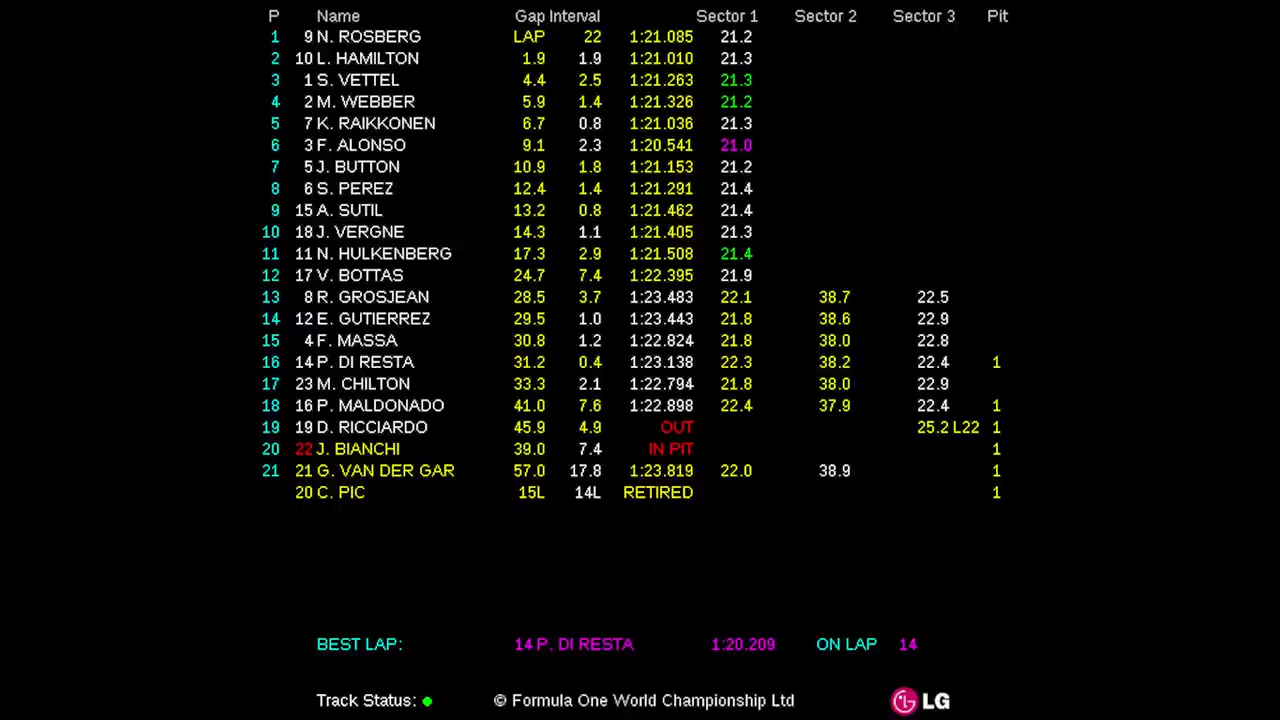 P Name Gap Interval Sector 1 Sector 2 Sector 3 Pit
1 9 N. ROSBERG LAP 22 1:21.085 21.2
2 10 L. HAMILTON 1.9 1.9 1:21.010 21.3
3 1 S. VETTEL 4.4 2.5 1:21.263 21.3
4 2 M. WEBBER 5.9 1.4 1:21.326 21.2
5 7 K. RAIKKONEN 6.7 0.8 1:21.036 21.3
6 3 F. ALONSO 9.1 2.3 1:20.541 21.0
7 5 J. BUTTON 10.9 1.8 1:21.153 21.2
8 6 S. PEREZ 12.4 1.4 1:21.291 21.4
9 15 A. SUTIL 13.2 0.8 1:21.462 21.4
10 18 J. VERGNE 14.3 1.1 1:21.405 21.3
11 11 N. HULKENBERG 17.3 2.9 1:21.508 21.4
12 17 V. BOTTAS 24.7 7.4 1:22.395 21.9
13 8 R. GROSJEAN 28.5 3.7 1:23.483 22.1 38.7 22.5
14 12 E. GUTIERREZ 29.5 1.0 1:23.443 21.8 38.6 22.9
15 4 F. MASSA 30.8 1.2 1:22.824 21.8 38.0 22.8
16 14 P. DI RESTA 31.2 0.4 1:23.138 22.3 38.2 22.4 1
17 23 M. CHILTON 33.3 2.1 1:22.794 21.8 38.0 22.9
18 16 P. MALDONADO 41.0 7.6 1:22.898 22.4 37.9 22.4 1
19 19 D. RICCIARDO 45.9 4.9 OUT 25.2 L22 1
20 22 J. BIANCHI 39.0 7.4 IN PIT 1
21 21 G. VAN DER GAR 57.0 17.8 1:23.819 22.0 38.9 1
20 C. PIC 15L 14L RETIRED 1
BEST LAP: 14 P. DI RESTA 1:20.209 ON LAP 14
Track Status: © Formula One World Championship Ltd LG